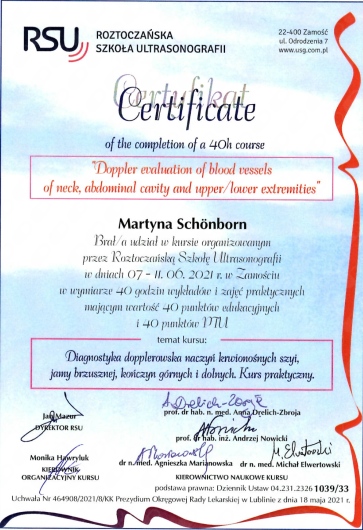 RSU
ROZTOCZAŃSKA
SZKOŁA ULTRASONOGRAFII
22-400 Zamość
ul. Odrodzenia 7
www.usg.com.pl
Certyfikat
Certificate
of the completion of a 40h course
"Doppler evaluation of blood vessels
of neck, abdominal cavity and upper/lower extremities"
Martyna Schönborn
Brał/a udział w kursie organizowanym
przez Roztoczańską Szkołę Ultrasonografii
w dniach 07 - 11. 06. 2021 r. w Zamościu
w wymiarze 40 godzin wykładów i zajęć praktycznych
mającym wartość 40 punktów edukacyjnych
i 40 punktów PTU
temat kursu:
Diagnostyka dopplerowska naczyń krwionośnych szyi,
jamy brzusznej, kończyn górnych i dolnych. Kurs praktyczny.
A. Drelich-Zbroja
Jan Mazur
DYREKTOR RSU
prof. dr hab. n. med. Anna Drelich-Zbroja
prof. dr hab. inż. Andrzej Nowicki
M. Elwertowski
Monika Hawryluk
KIEROWNIK
ORGANIZACYJNY KURSU
dr n. med. Agnieszka Marianowska
dr n. med. Michał Elwertowski
KIEROWNICTWO NAUKOWE KURSU
podstawa prawna: Dziennik Ustaw 04.231.2326 1039/33
Uchwała Nr 464908/2021/8/KK Prezydium Okręgowej Rady Lekarskiej w Lublinie z dnia 18 maja 2021 r.